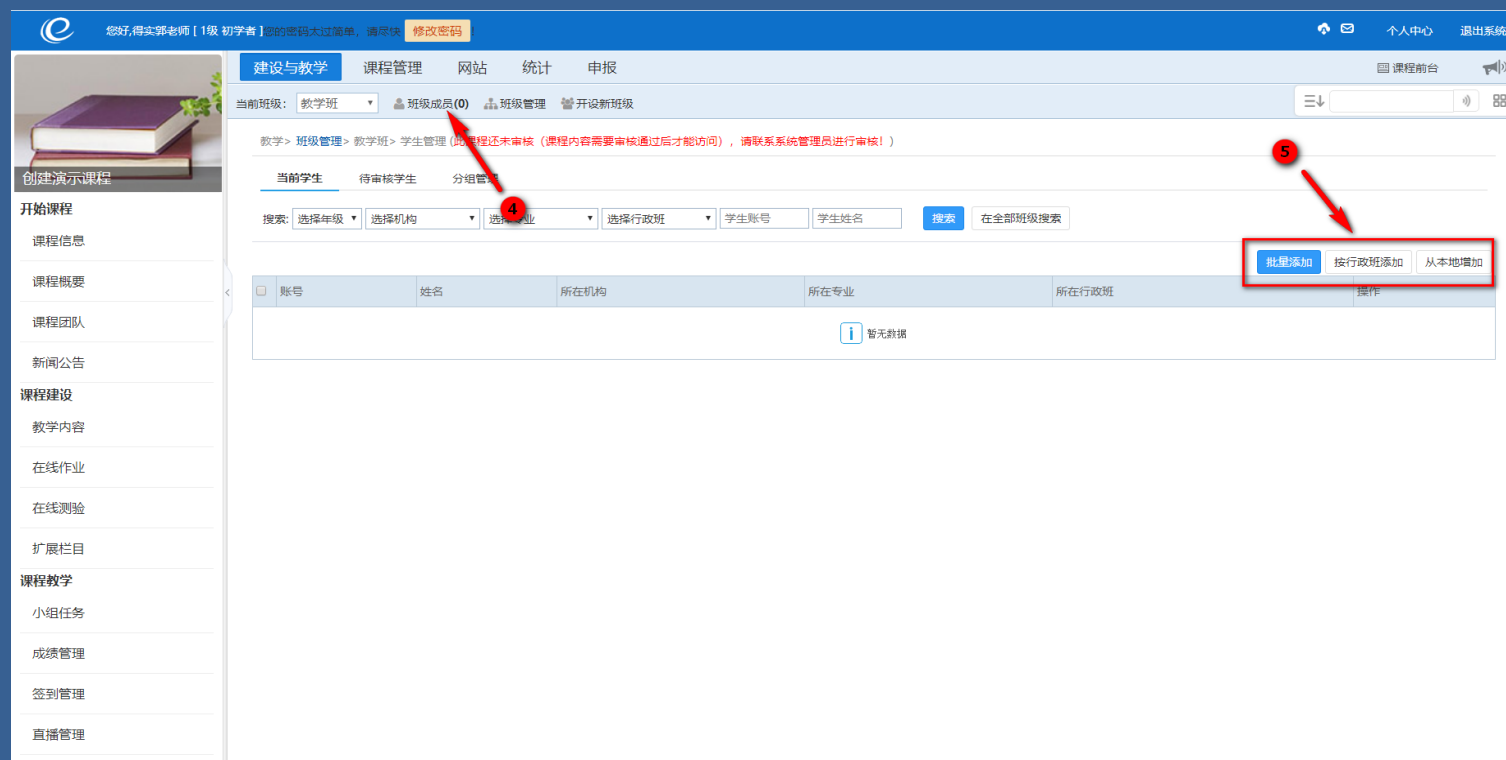 您好,得实郭老师 [ 1级 初学者 ]您的密码太过简单，请尽快 修改密码 !
个人中心 退出系统
建设与教学 课程管理 网站 统计 申报 课程前台
当前班级： 教学班 班级成员(0) 班级管理 开设新班级
教学> 班级管理> 教学班> 学生管理 (此课程还未审核（课程内容需要审核通过后才能访问），请联系系统管理员进行审核！)
5
创建演示课程
当前学生 待审核学生 分组管理
4
搜索: 选择年级 选择机构 选择专业 选择行政班 学生账号 学生姓名 搜索 在全部班级搜索
批量添加 按行政班添加 从本地增加
账号 姓名 所在机构 所在专业 所在行政班 操作
i 暂无数据
开始课程
课程信息
课程概要
课程团队
新闻公告
课程建设
教学内容
在线作业
在线测验
扩展栏目
课程教学
小组任务
成绩管理
签到管理
直播管理